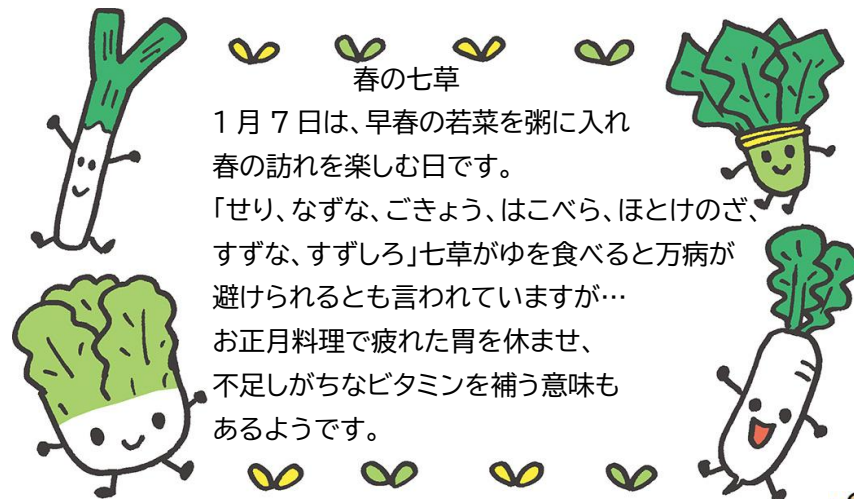 春の七草
1月7日は、早春の若菜を粥に入れ
春の訪れを楽しむ日です。
「せり、なずな、ごきょう、はこべら、ほとけのざ、
すずな、すずしろ」七草がゆを食べると万病が
避けられるとも言われていますが…
お正月料理で疲れた胃を休ませ、
不足しがちなビタミンを補う意味も
あるようです。